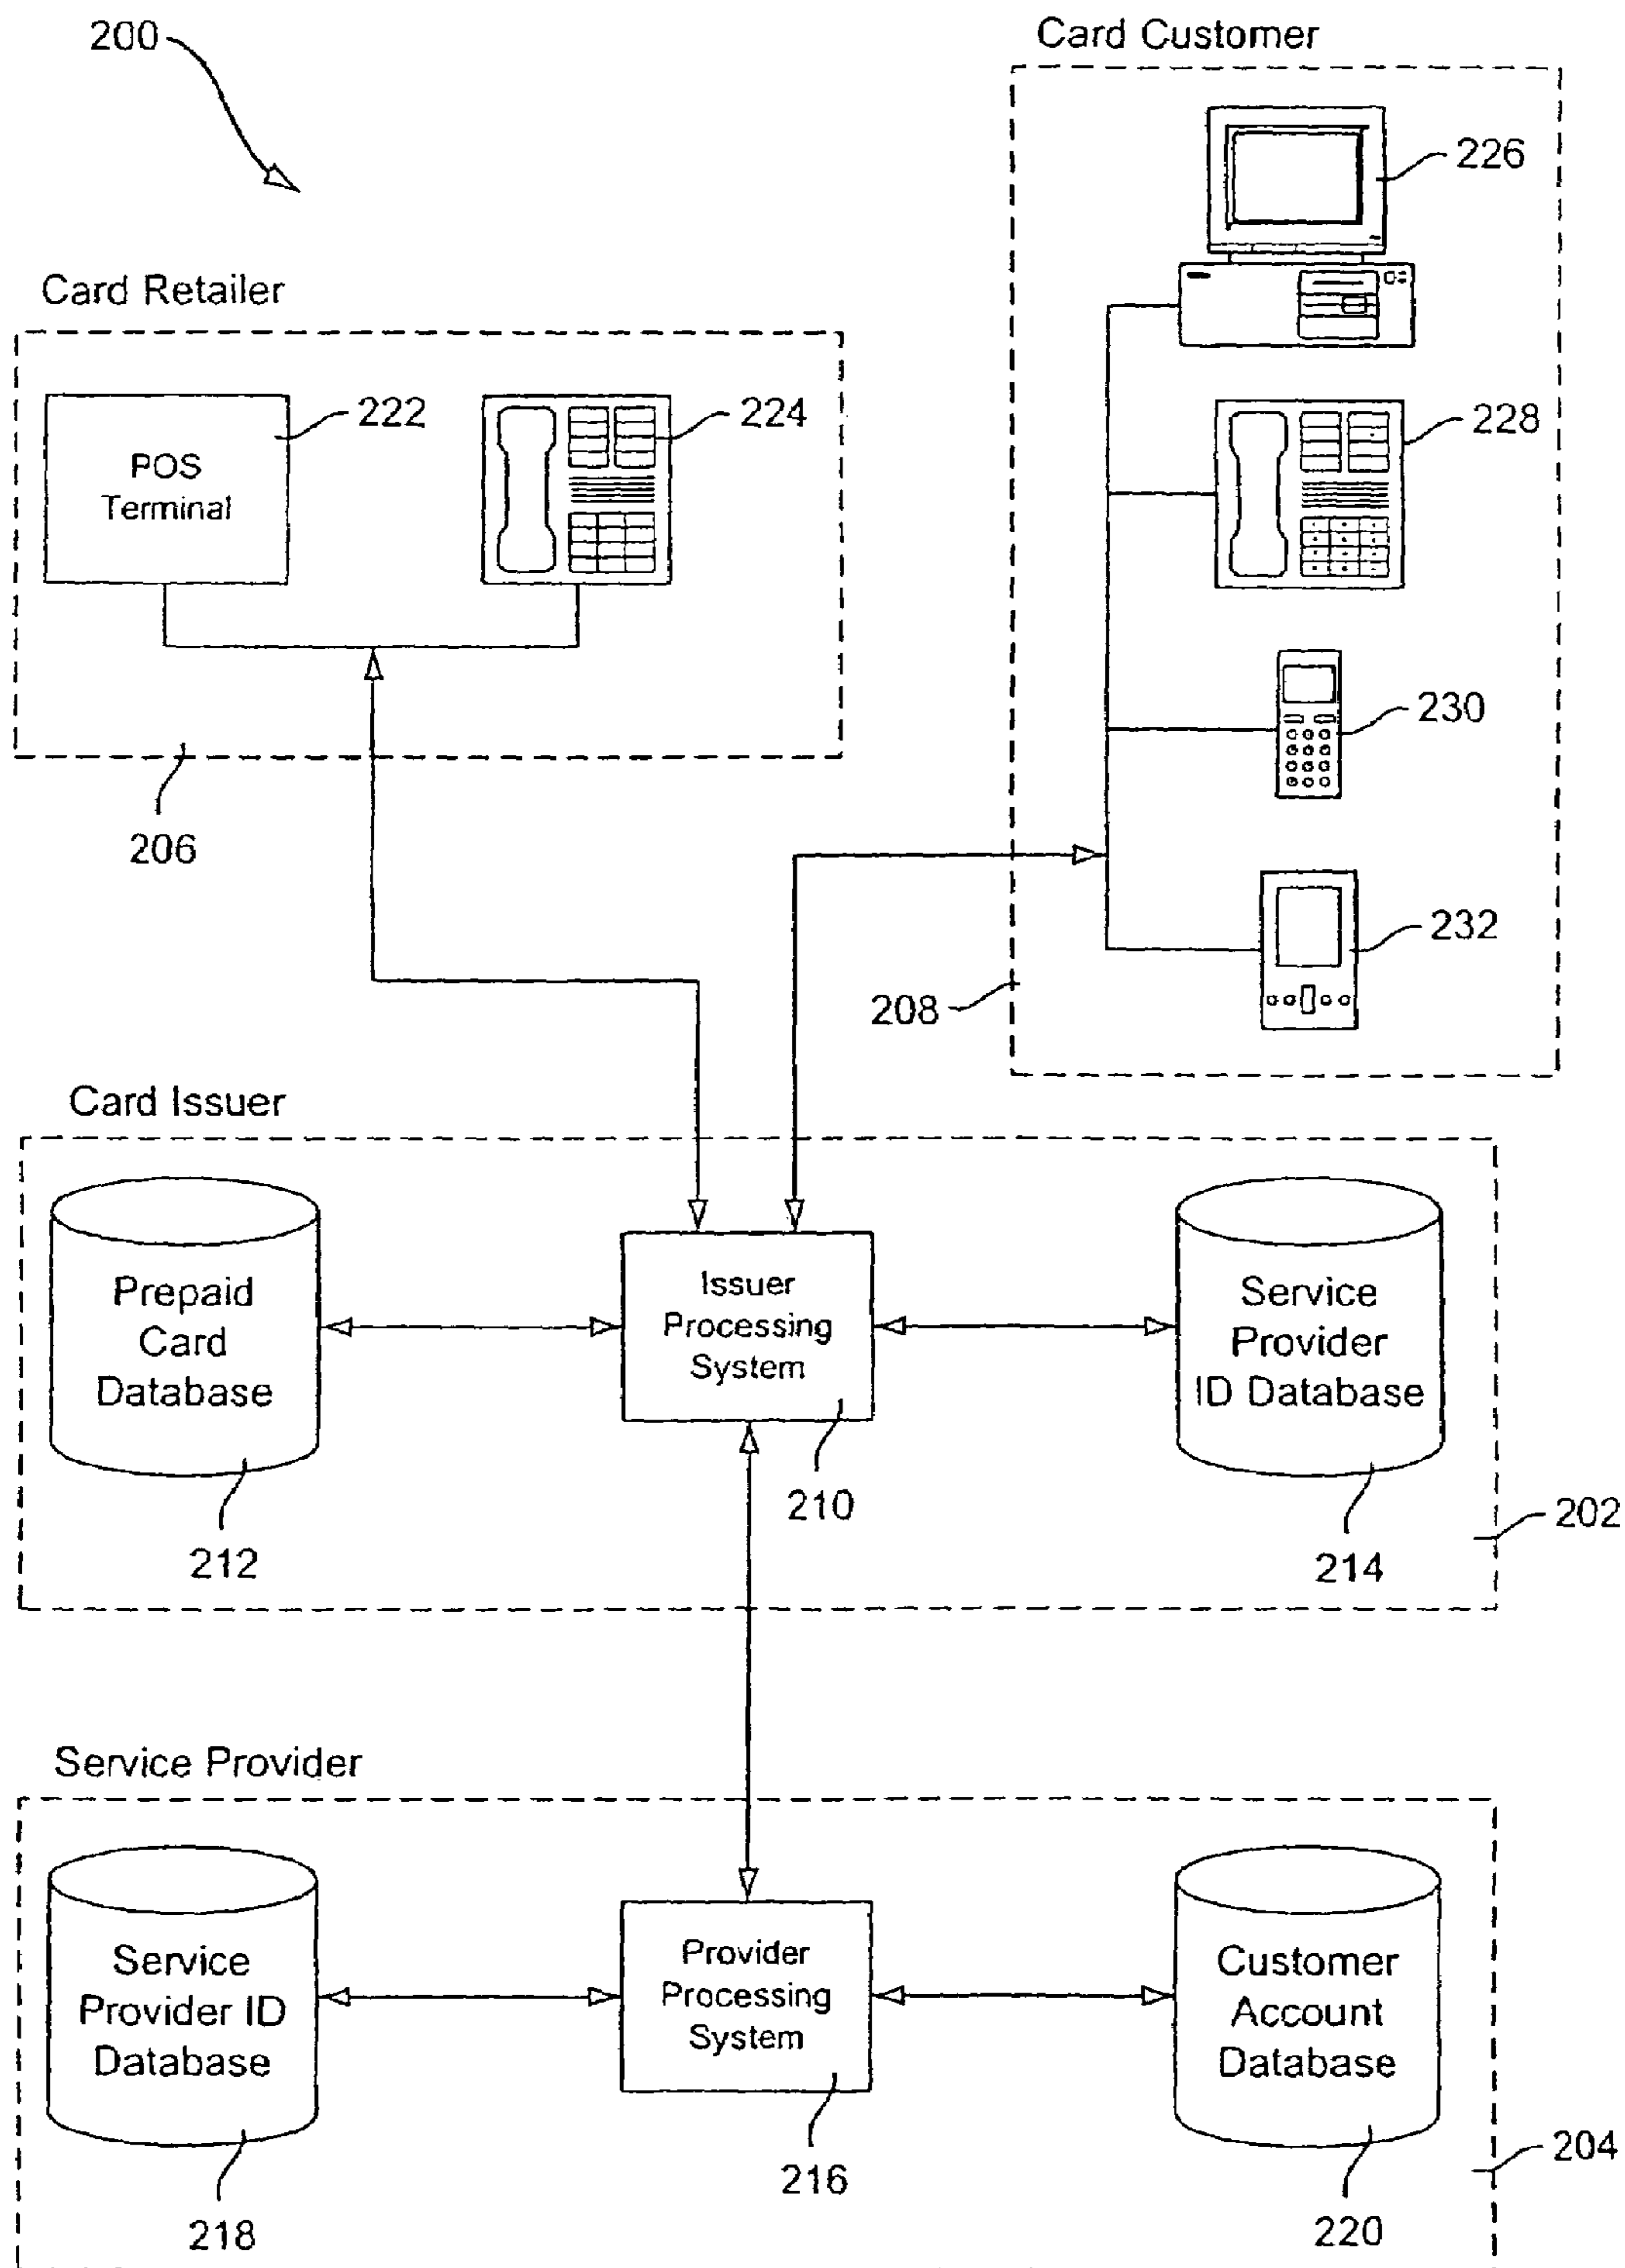 200
Card Customer
226
Card Retailer
222
224
228
POS
Terminal
230
206
232
208
Card Issuer
Prepaid
Card
Database
Issuer
Processing
System
Service
Provider
ID Database
210
202
212
214
Service Provider
Service
Provider ID
Database
Provider
Processing
System
Customer
Account
Database
204
216
218
220